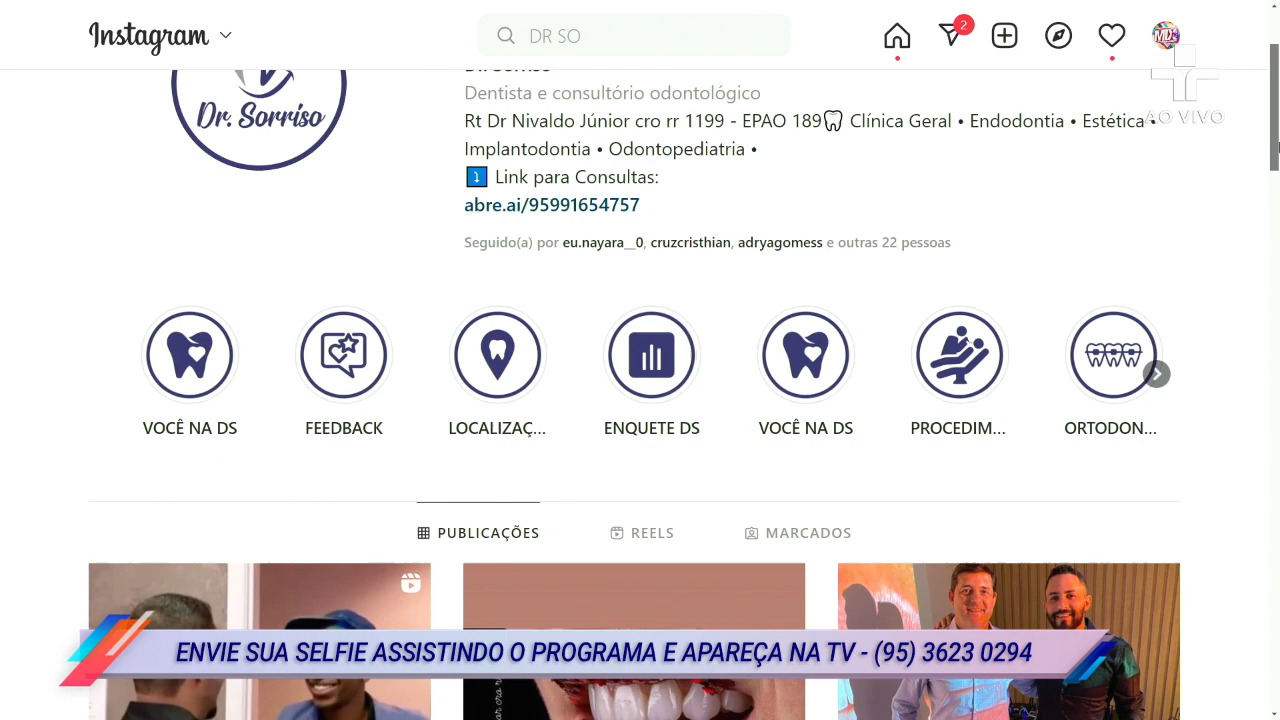 Instagram
DR SO
2
Dr. Sorriso
Dr. Sorriso
Dentista e consultório odontológico
Rt Dr Nivaldo Júnior cro rr 1199 - EPAO 189🦷 Clínica Geral • Endodontia • Estética •
Implantodontia • Odontopediatria •
⤵ Link para Consultas:
abre.ai/95991654757
Seguido(a) por eu.nayara__0, cruzcristhian, adryagomess e outras 22 pessoas
AO VIVO
VOCÊ NA DS
FEEDBACK
LOCALIZAÇ...
ENQUETE DS
VOCÊ NA DS
PROCEDIM...
ORTODON...
PUBLICAÇÕES
REELS
MARCADOS
ENVIE SUA SELFIE ASSISTINDO O PROGRAMA E APAREÇA NA TV - (95) 3623 0294